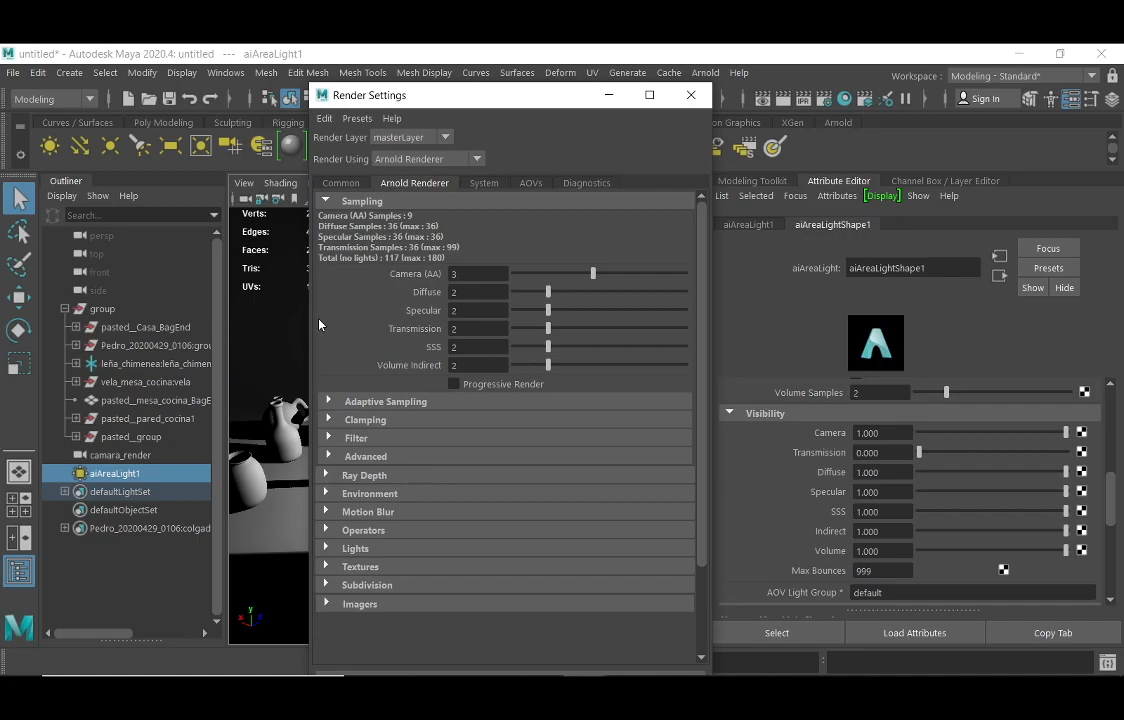 untitled* - Autodesk Maya 2020.4: untitled --- aiAreaLight1
File Edit Create Select Modify Display Windows Mesh Edit Mesh Mesh Tools Mesh Display Curves Surfaces Deform UV Generate Cache Arnold Help
Workspace : Modeling - Standard*
Modeling
IPR
Sign In
Curves / Surfaces Poly Modeling Sculpting Rigging
XGen Arnold
Render Settings
Edit Presets Help
Render Layer masterLayer
Render Using Arnold Renderer
Common Arnold Renderer System AOVs Diagnostics
Sampling
Camera (AA) Samples : 9
Diffuse Samples : 36 (max : 36)
Specular Samples : 36 (max : 36)
Transmission Samples : 36 (max : 99)
Total (no lights) : 117 (max : 180)
Camera (AA) 3
Diffuse 2
Specular 2
Transmission 2
SSS 2
Volume Indirect 2
Progressive Render
Adaptive Sampling
Clamping
Filter
Advanced
Ray Depth
Environment
Motion Blur
Operators
Lights
Textures
Subdivision
Imagers
Outliner
Display Show Help
Search...
persp
top
front
side
group
pasted__Casa_BagEnd
Pedro_20200429_0106:grou
leña_chimenea:leña_chimen
vela_mesa_cocina:vela
pasted__mesa_cocina_BagE
pasted__pared_cocina1
pasted__group
camara_render
aiAreaLight1
defaultLightSet
defaultObjectSet
Pedro_20200429_0106:colgad
View Shading
Verts:
Edges:
Faces:
Tris:
UVs:
y
x
z
Modeling Toolkit Attribute Editor Channel Box / Layer Editor
List Selected Focus Attributes Display Show Help
aiAreaLight1 aiAreaLightShape1
aiAreaLight: aiAreaLightShape1
Focus
Presets
Show Hide
Volume Samples 2
Visibility
Camera 1.000
Transmission 0.000
Diffuse 1.000
Specular 1.000
SSS 1.000
Indirect 1.000
Volume 1.000
Max Bounces 999
AOV Light Group * default
Select Load Attributes Copy Tab